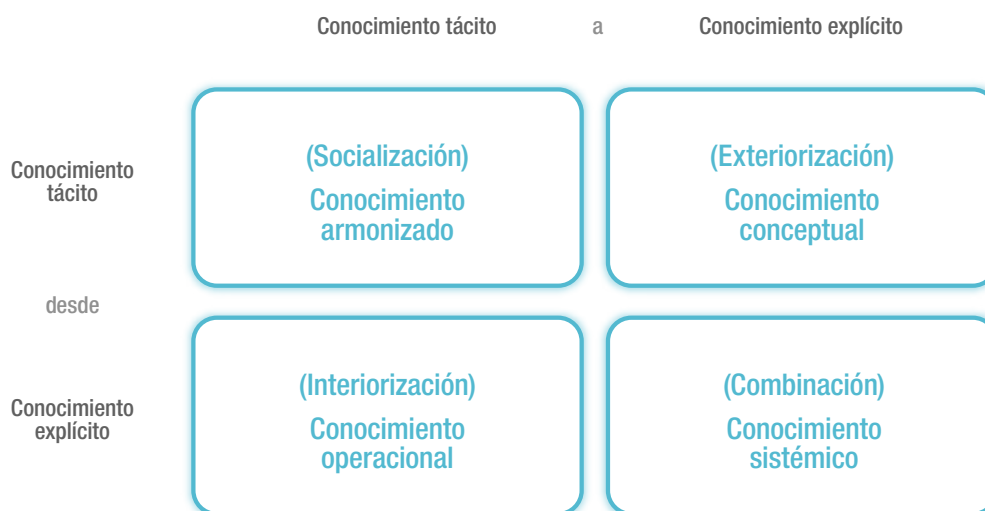 Conocimiento tácito a Conocimiento explícito
Conocimiento
tácito
(Socialización)
Conocimiento
armonizado
(Exteriorización)
Conocimiento
conceptual
desde
Conocimiento
explícito
(Interiorización)
Conocimiento
operacional
(Combinación)
Conocimiento
sistémico